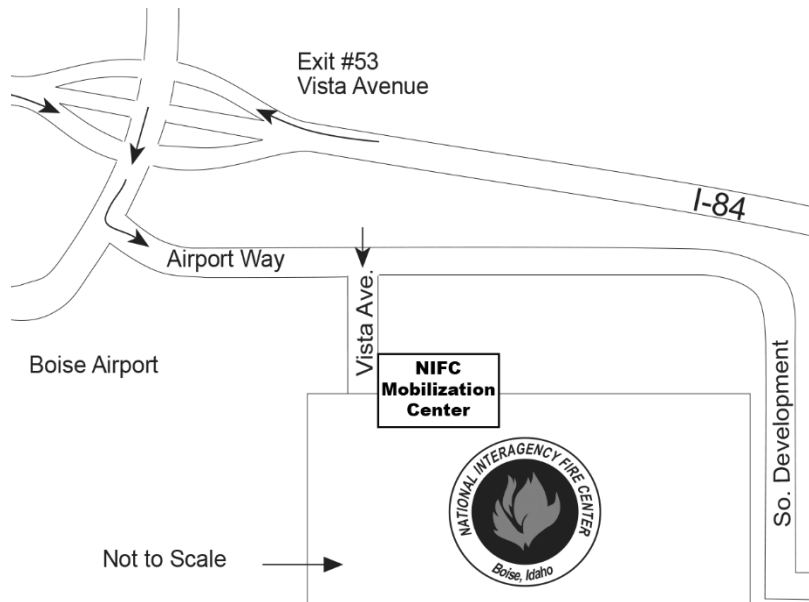 Exit #53
Vista Avenue
I-84
Airport Way
Vista Ave.
Boise Airport
NIFC
Mobilization
Center
So. Development
NATIONAL INTERAGENCY FIRE CENTER
Boise, Idaho
Not to Scale